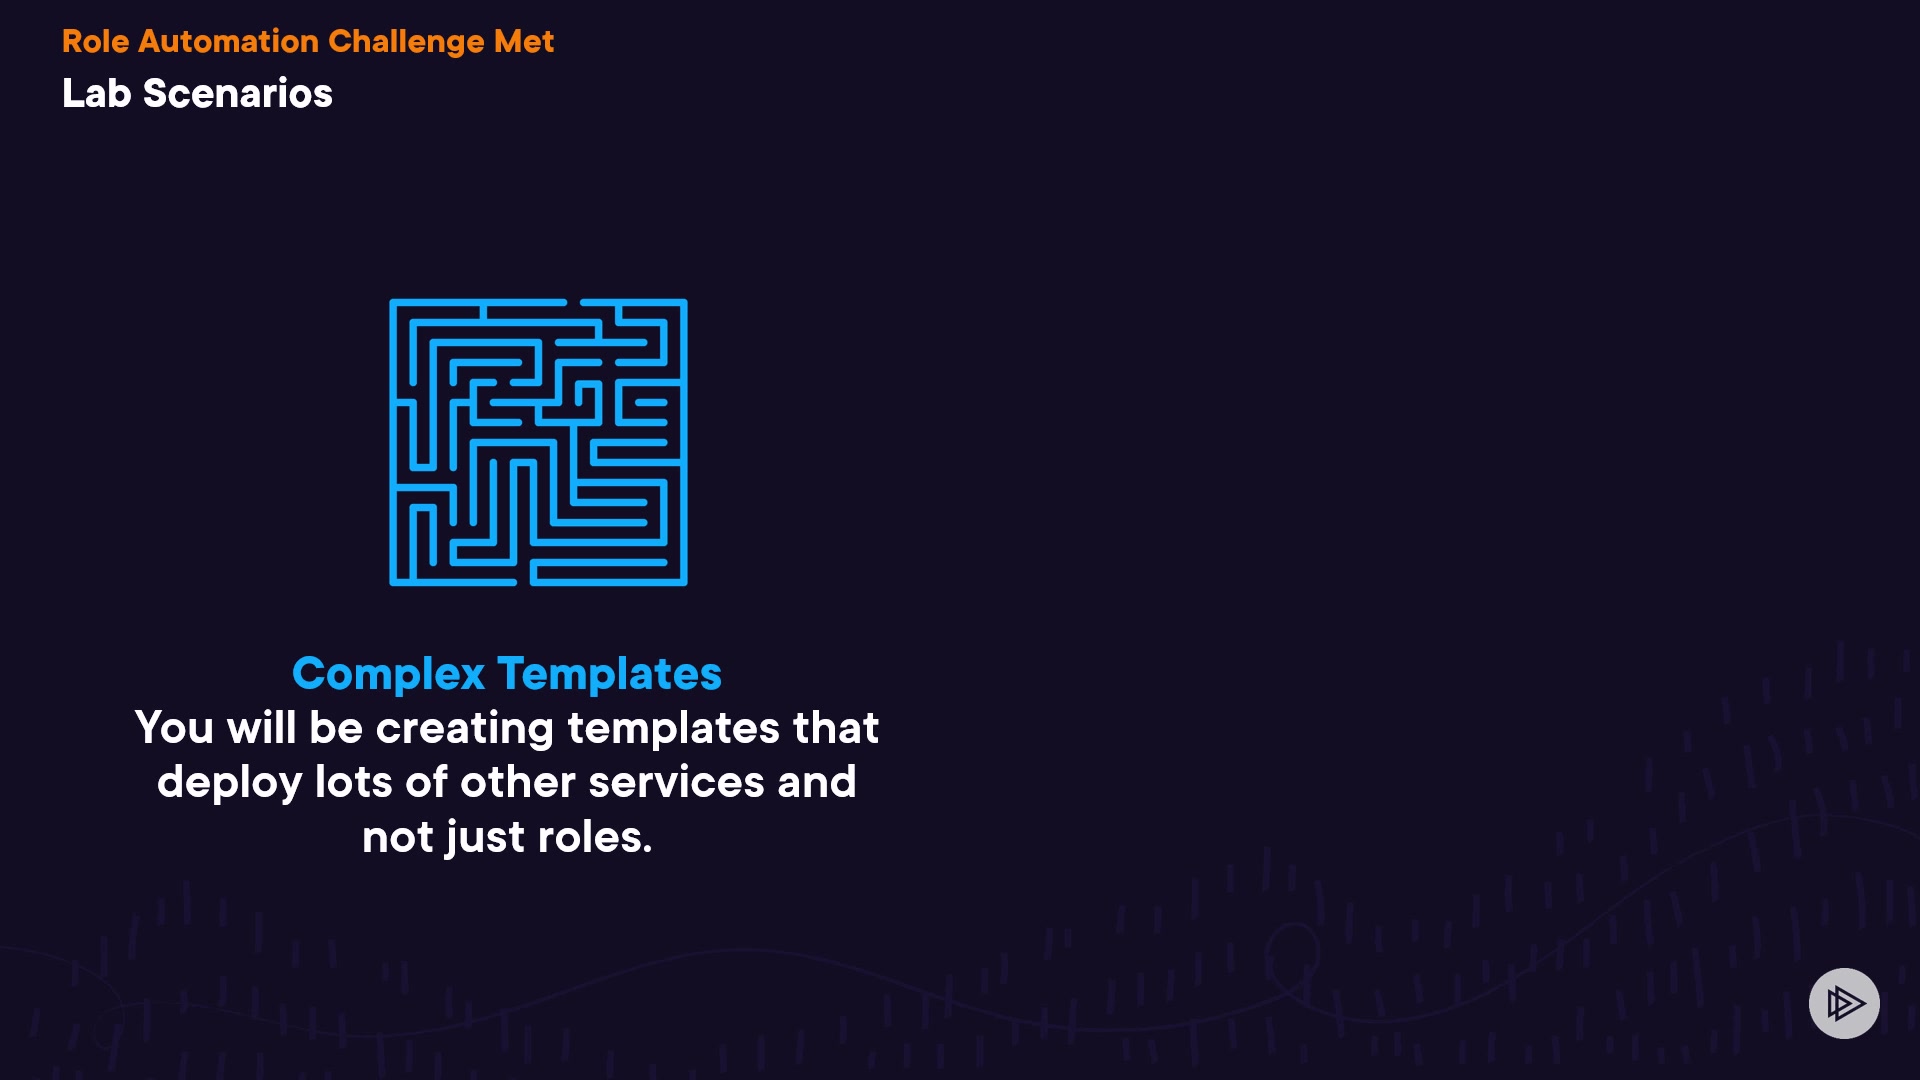 Role Automation Challenge Met
Lab Scenarios
Complex Templates
You will be creating templates that
deploy lots of other services and
not just roles.